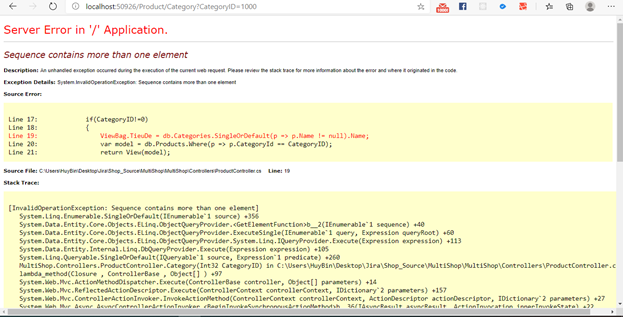 localhost:50926/Product/Category?CategoryID=1000
1000
Server Error in '/' Application.
Sequence contains more than one element
Description: An unhandled exception occurred during the execution of the current web request. Please review the stack trace for more information about the error and where it originated in the code.
Exception Details: System.InvalidOperationException: Sequence contains more than one element
Source Error:
Line 17: if(CategoryID!=0)
Line 18: {
Line 19: ViewBag.TieuDe = db.Categories.SingleOrDefault(p => p.Name != null).Name;
Line 20: var model = db.Products.Where(p => p.CategoryId == CategoryID);
Line 21: return View(model);
Source File: C:\Users\HuyBin\Desktop\Jira\Shop_Source\MultiShop\MultiShop\Controllers\ProductController.cs Line: 19
Stack Trace:
[InvalidOperationException: Sequence contains more than one element]
System.Linq.Enumerable.SingleOrDefault(IEnumerable`1 source) +356
System.Data.Entity.Core.Objects.ELinq.ObjectQueryProvider.<GetElementFunction>b__2(IEnumerable`1 sequence) +40
System.Data.Entity.Core.Objects.ELinq.ObjectQueryProvider.ExecuteSingle(IEnumerable`1 query, Expression queryRoot) +60
System.Data.Entity.Core.Objects.ELinq.ObjectQueryProvider.System.Linq.IQueryProvider.Execute(Expression expression) +113
System.Data.Entity.Internal.Linq.DbQueryProvider.Execute(Expression expression) +105
System.Linq.Queryable.SingleOrDefault(IQueryable`1 source, Expression`1 predicate) +260
MultiShop.Controllers.ProductController.Category(Int32 CategoryID) in C:\Users\HuyBin\Desktop\Jira\Shop_Source\MultiShop\MultiShop\Controllers\ProductController.c
lambda_method(Closure , ControllerBase , Object[] ) +97
System.Web.Mvc.ActionMethodDispatcher.Execute(ControllerBase controller, Object[] parameters) +14
System.Web.Mvc.ReflectedActionDescriptor.Execute(ControllerContext controllerContext, IDictionary`2 parameters) +157
System.Web.Mvc.ControllerActionInvoker.InvokeActionMethod(ControllerContext controllerContext, ActionDescriptor actionDescriptor, IDictionary`2 parameters) +27